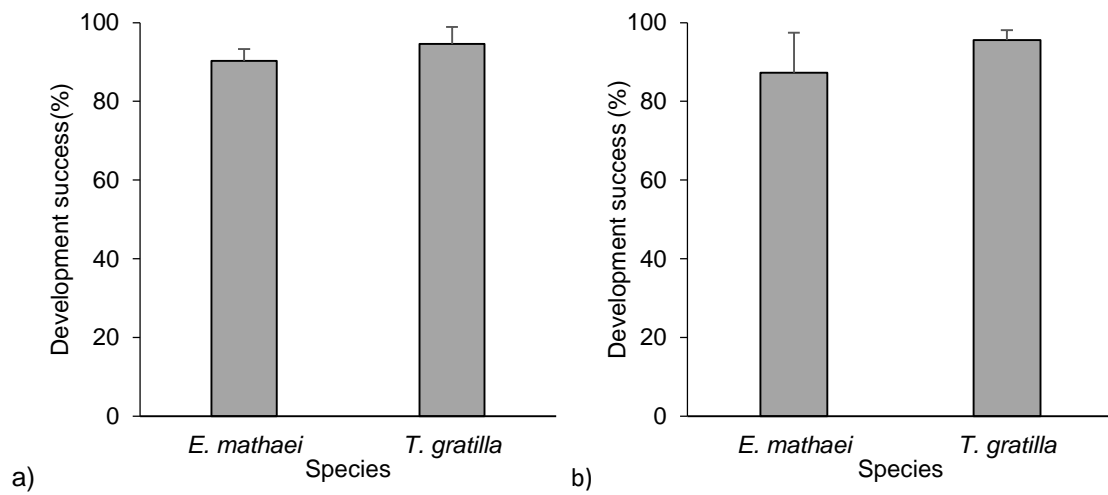 100
80
60
40
20
0
Development success(%)
E. mathaei
T. gratilla
Species
a)
100
80
60
40
20
0
Development success (%)
E. mathaei
T. gratilla
Species
b)